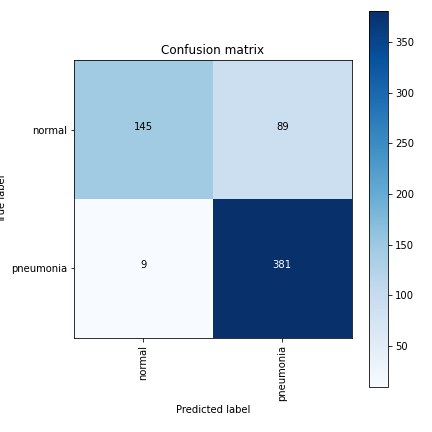 Confusion matrix
True label
normal
145
89
pneumonia
9
381
normal
pneumonia
Predicted label
350
300
250
200
150
100
50